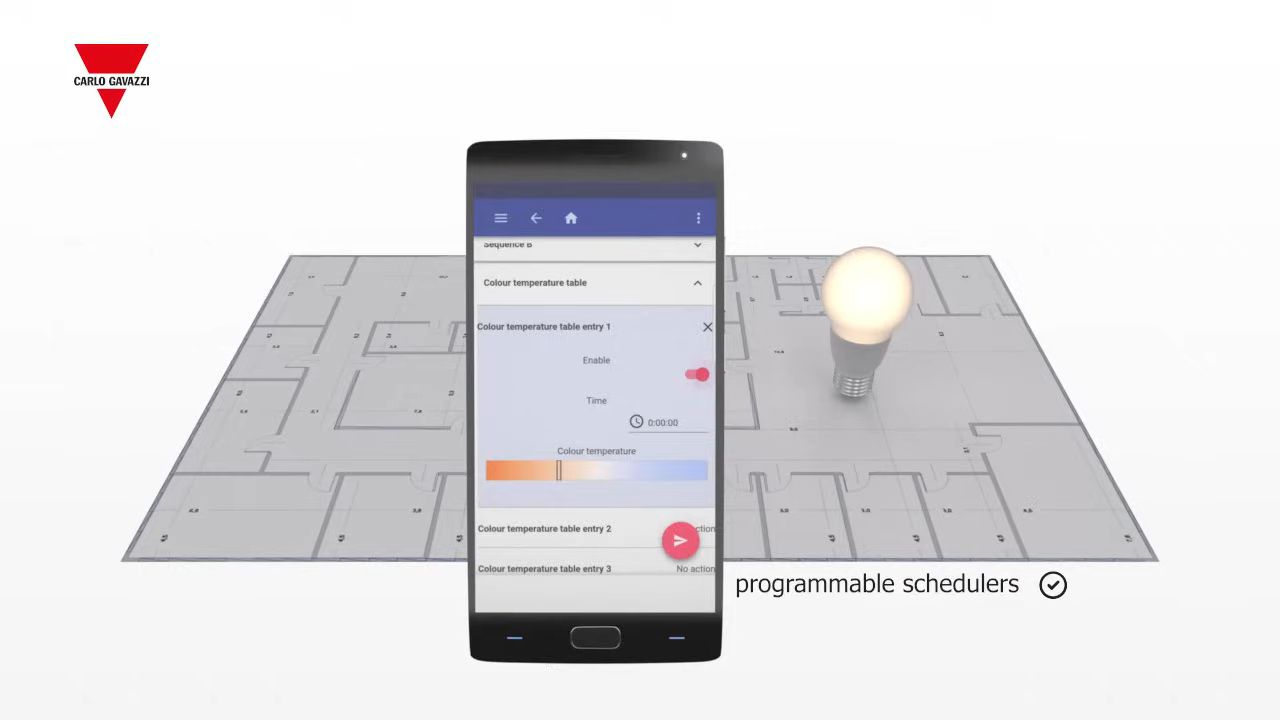 CARLO GAVAZZI
Sequence B
Colour temperature table
Colour temperature table entry 1
Enable
Time
0:00:00
Colour temperature
Colour temperature table entry 2
Colour temperature table entry 3
No action
programmable schedulers